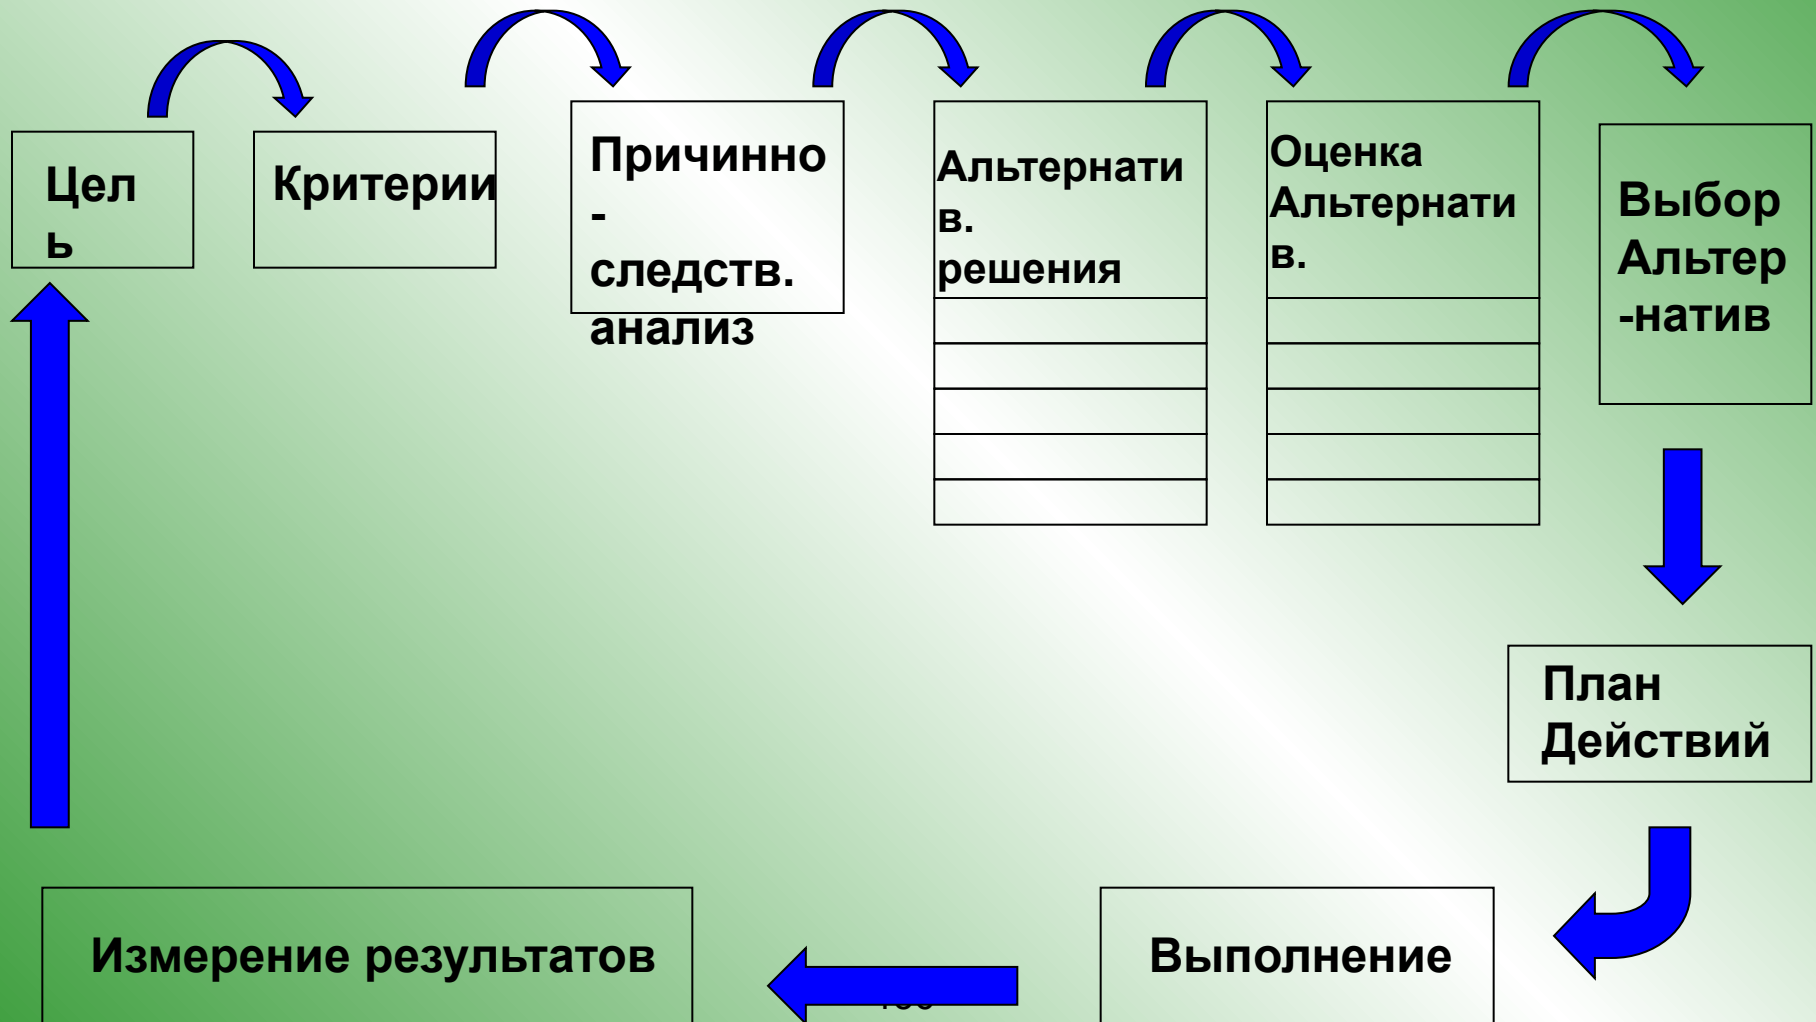 Цел
ь
Критерии
Причинно
-
следств.
анализ
Альтернати
в.
решения
Оценка
Альтернати
в.
Выбор
Альтер
-натив
План
Действий
Выполнение
Измерение результатов